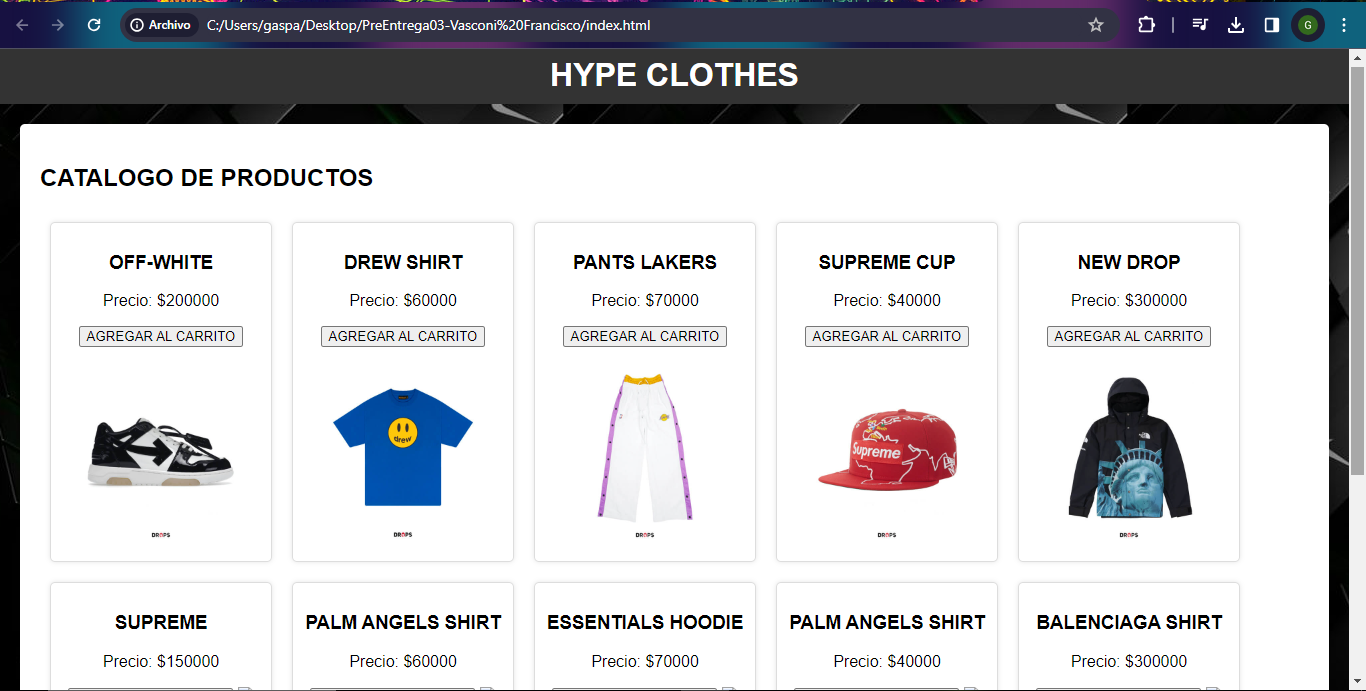 Archivo C:/Users/gaspa/Desktop/PreEntrega03-Vasconi%20Francisco/index.html G
HYPE CLOTHES
CATALOGO DE PRODUCTOS
OFF-WHITE DREW SHIRT PANTS LAKERS SUPREME CUP NEW DROP
Precio: $200000 Precio: $60000 Precio: $70000 Precio: $40000 Precio: $300000
AGREGAR AL CARRITO AGREGAR AL CARRITO AGREGAR AL CARRITO AGREGAR AL CARRITO AGREGAR AL CARRITO
drew Supreme
DROPS DROPS DROPS DROPS DROPS
SUPREME PALM ANGELS SHIRT ESSENTIALS HOODIE PALM ANGELS SHIRT BALENCIAGA SHIRT
Precio: $150000 Precio: $60000 Precio: $70000 Precio: $40000 Precio: $300000